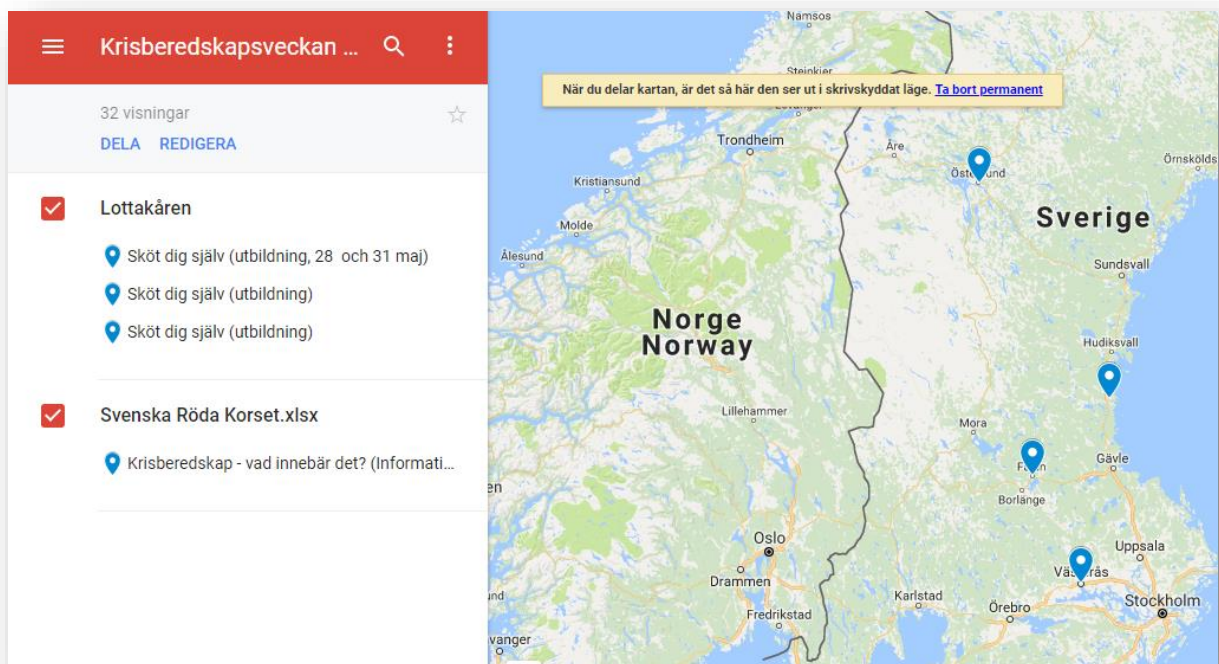 Krisberedskapsveckan ...
32 visningar
DELA REDIGERA
Lottakåren
Sköt dig själv (utbildning, 28 och 31 maj)
Sköt dig själv (utbildning)
Sköt dig själv (utbildning)
Svenska Röda Korset.xlsx
Krisberedskap - vad innebär det? (Informati...
Namsos
Steinkjer
När du delar kartan, är det så här den ser ut i skrivskyddat läge. Ta bort permanent
Trondheim
Åre
Örnskölds
Kristiansund
Molde
Sverige
Ålesund
Sundsvall
Norge
Norway
Hudiksvall
Lillehammer
Mora
Gävle
Borlänge
Oslo
Uppsala
Drammen
Karlstad
Örebro
Stockholm
Fredrikstad
vanger